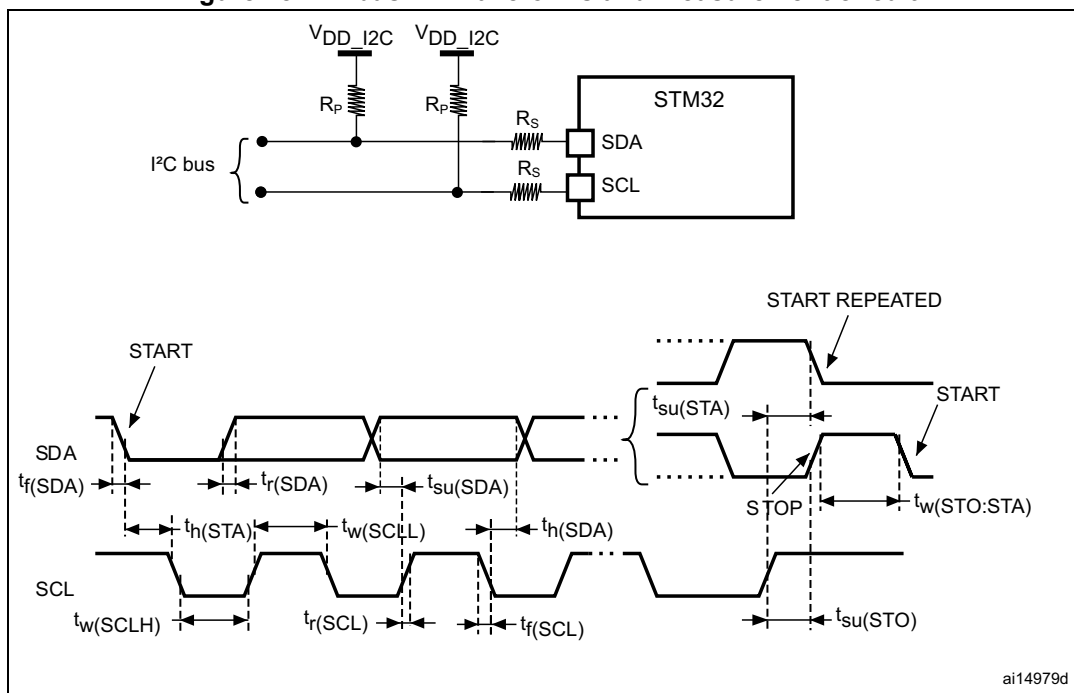 VDD_I2C VDD_I2C
RP RP
STM32
RS
SDA
I²C bus
RS
SCL
START REPEATED
START
tsu(STA)
START
SDA
tf(SDA) tr(SDA) tsu(SDA)
STOP
tw(STO:STA)
th(STA) tw(SCLL) th(SDA)
SCL
tw(SCLH) tr(SCL) tf(SCL) tsu(STO)
ai14979d